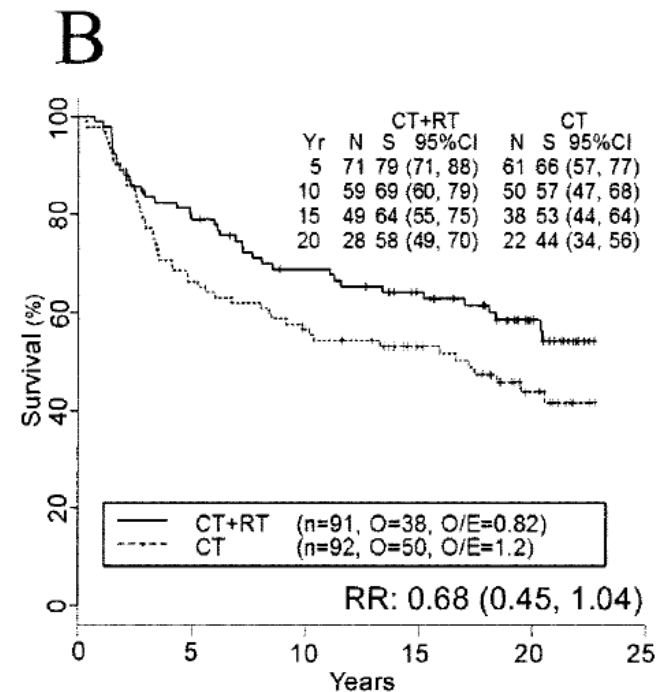 B
CT+RT CT
Yr N S 95%CI N S 95%CI
5 71 79 (71, 88) 61 66 (57, 77)
10 59 69 (60, 79) 50 57 (47, 68)
15 49 64 (55, 75) 38 53 (44, 64)
20 28 58 (49, 70) 22 44 (34, 56)
100
80
60
40
20
0
Survival (%)
CT+RT (n=91, O=38, O/E=0.82)
CT (n=92, O=50, O/E=1.2)
RR: 0.68 (0.45, 1.04)
0 5 10 15 20 25
Years